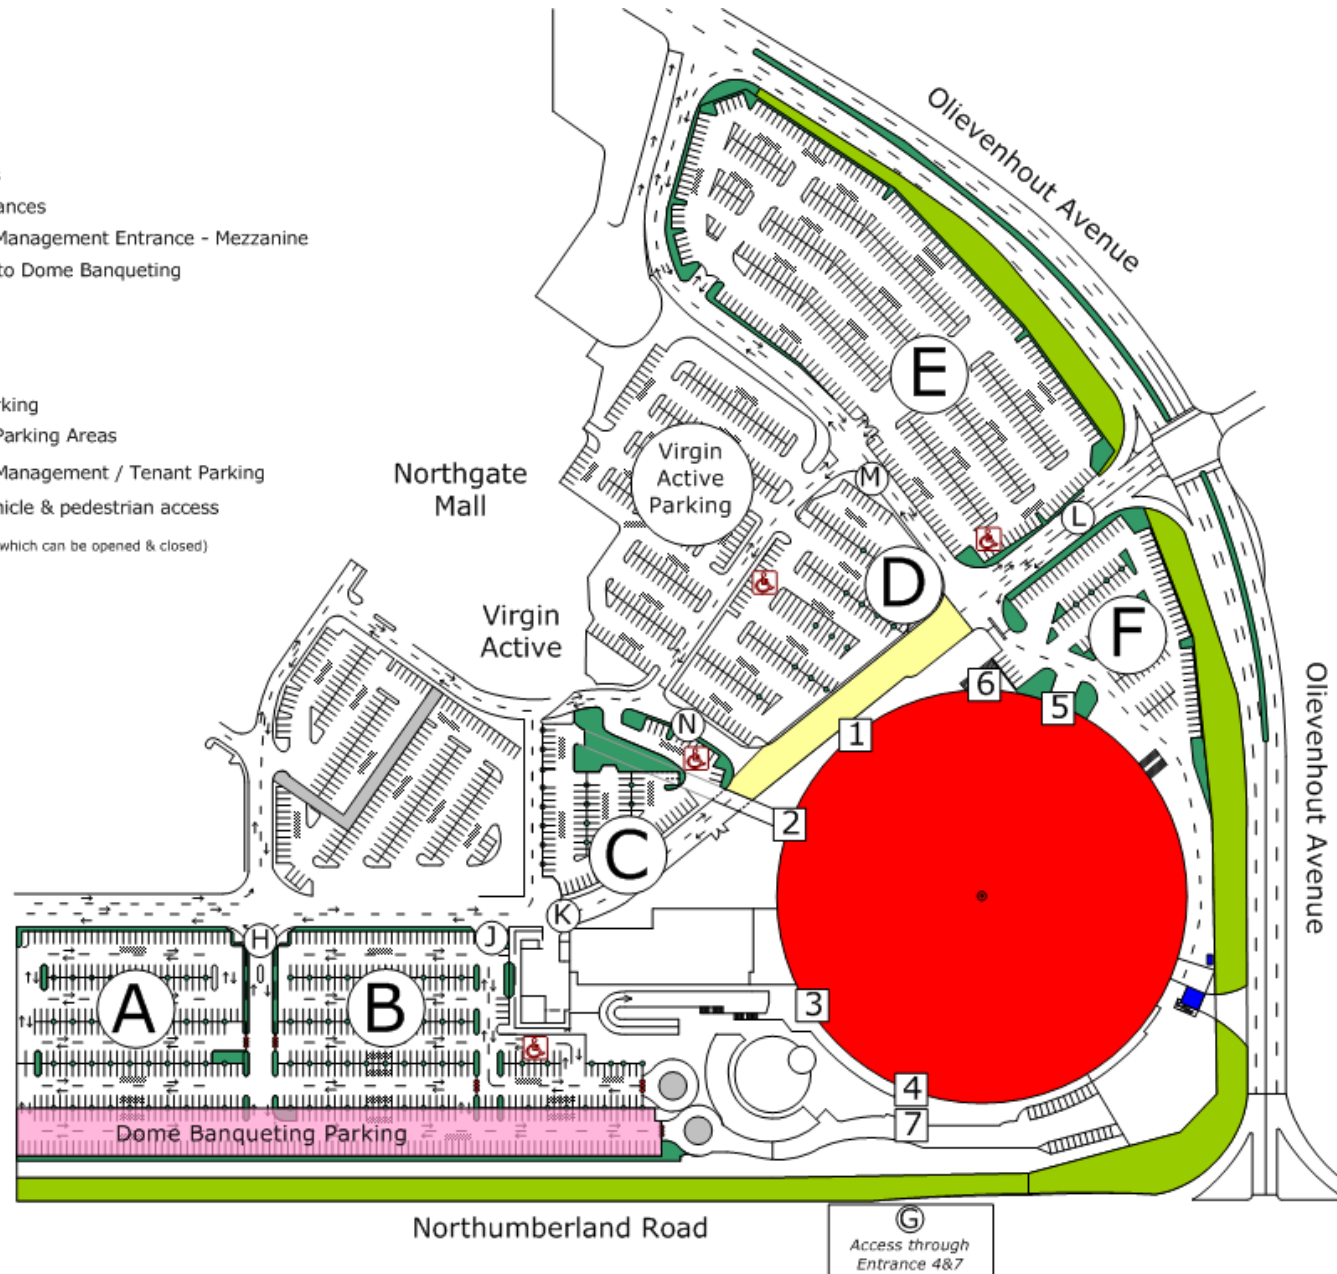 ances
Management Entrance - Mezzanine
to Dome Banqueting
rking
Parking Areas
Management / Tenant Parking
hicle & pedestrian access
which can be opened & closed)
Olievenhout Avenue
E
Northgate
Mall
Virgin
Active
Parking
M
L
D
F
Virgin
Active
N
6
5
1
2
C
K
H
J
A
B
3
4
7
Dome Banqueting Parking
Olievenhout Avenue
Northumberland Road
G
Access through
Entrance 4&7